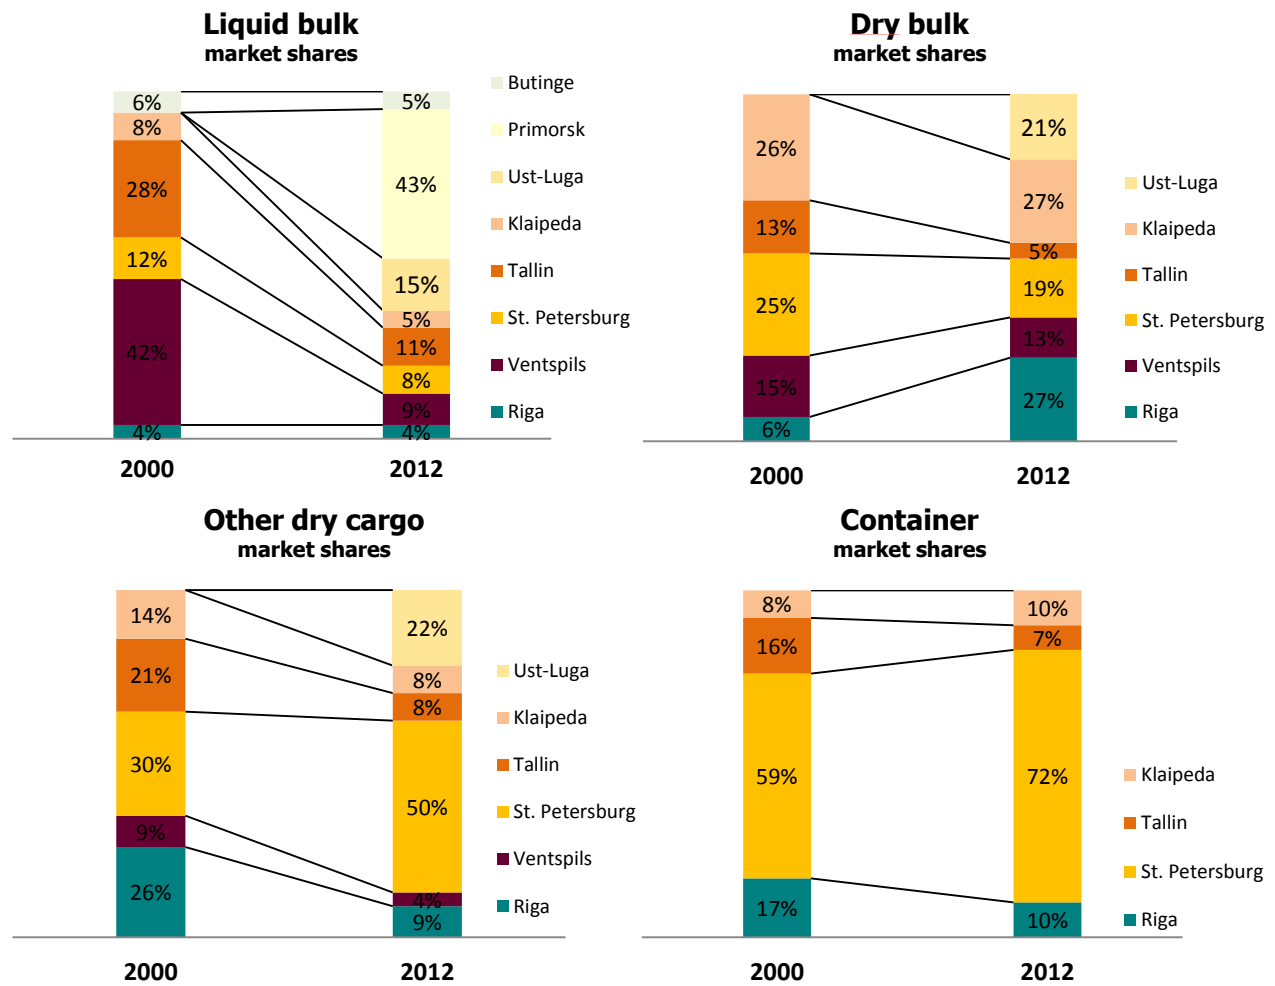 Liquid bulk
market shares
6%
8%
28%
12%
42%
4%
5%
43%
15%
5%
11%
8%
9%
4%
2000
2012
Butinge
Primorsk
Ust-Luga
Klaipeda
Tallin
St. Petersburg
Ventspils
Riga
Dry bulk
market shares
26%
13%
25%
15%
6%
21%
27%
5%
19%
13%
27%
2000
2012
Ust-Luga
Klaipeda
Tallin
St. Petersburg
Ventspils
Riga
Other dry cargo
market shares
14%
21%
30%
9%
26%
22%
8%
8%
50%
4%
9%
2000
2012
Ust-Luga
Klaipeda
Tallin
St. Petersburg
Ventspils
Riga
Container
market shares
8%
16%
59%
17%
10%
7%
72%
10%
2000
2012
Klaipeda
Tallin
St. Petersburg
Riga